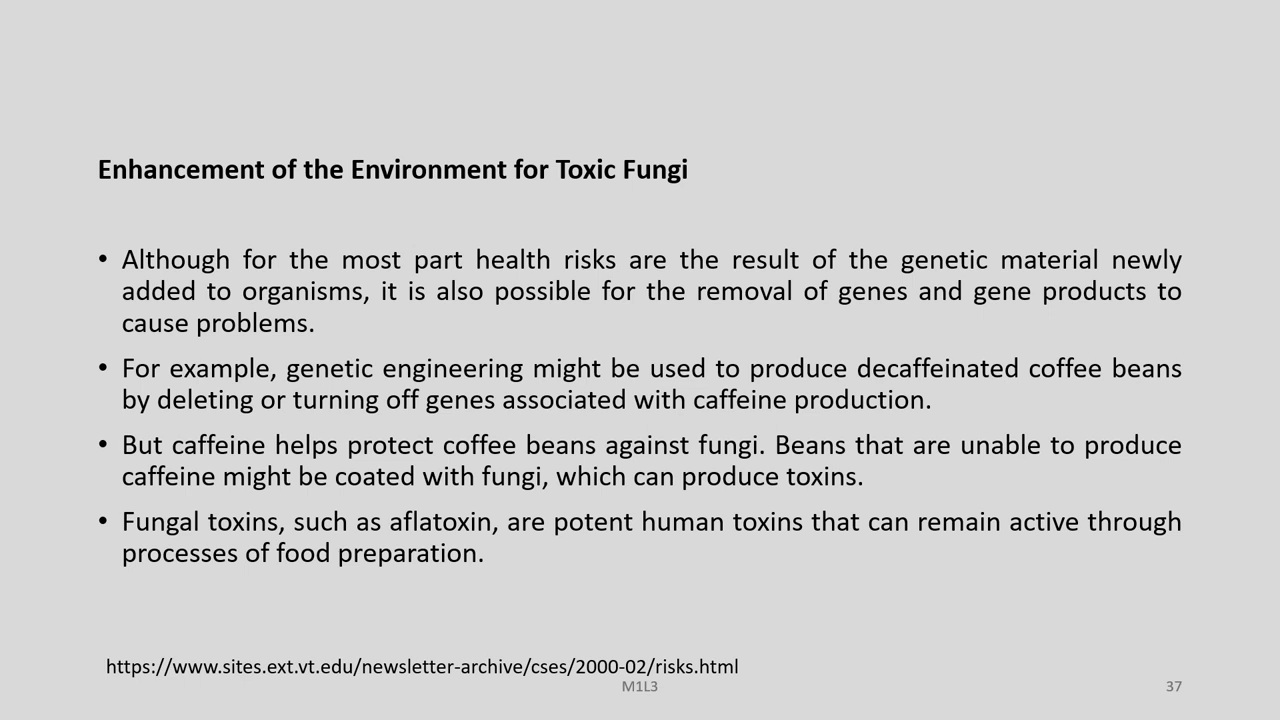 Enhancement of the Environment for Toxic Fungi
• Although for the most part health risks are the result of the genetic material newly
added to organisms, it is also possible for the removal of genes and gene products to
cause problems.
• For example, genetic engineering might be used to produce decaffeinated coffee beans
by deleting or turning off genes associated with caffeine production.
• But caffeine helps protect coffee beans against fungi. Beans that are unable to produce
caffeine might be coated with fungi, which can produce toxins.
• Fungal toxins, such as aflatoxin, are potent human toxins that can remain active through
processes of food preparation.
https://www.sites.ext.vt.edu/newsletter-archive/cses/2000-02/risks.html
M1L3
37